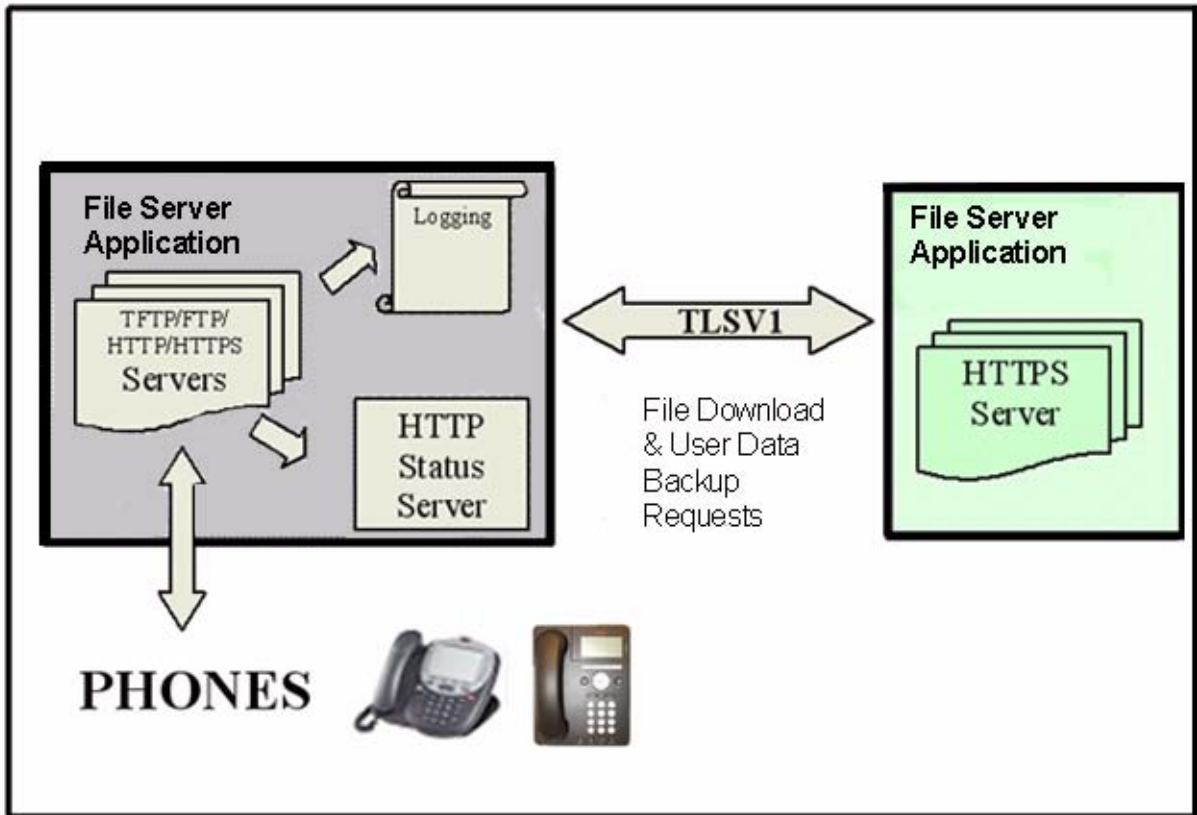 File Server
Application
Logging
TFTP/FTP/
HTTP/HTTPS
Servers
HTTP
Status
Server
PHONES
TLSV1
File Download
& User Data
Backup
Requests
File Server
Application
HTTPS
Server